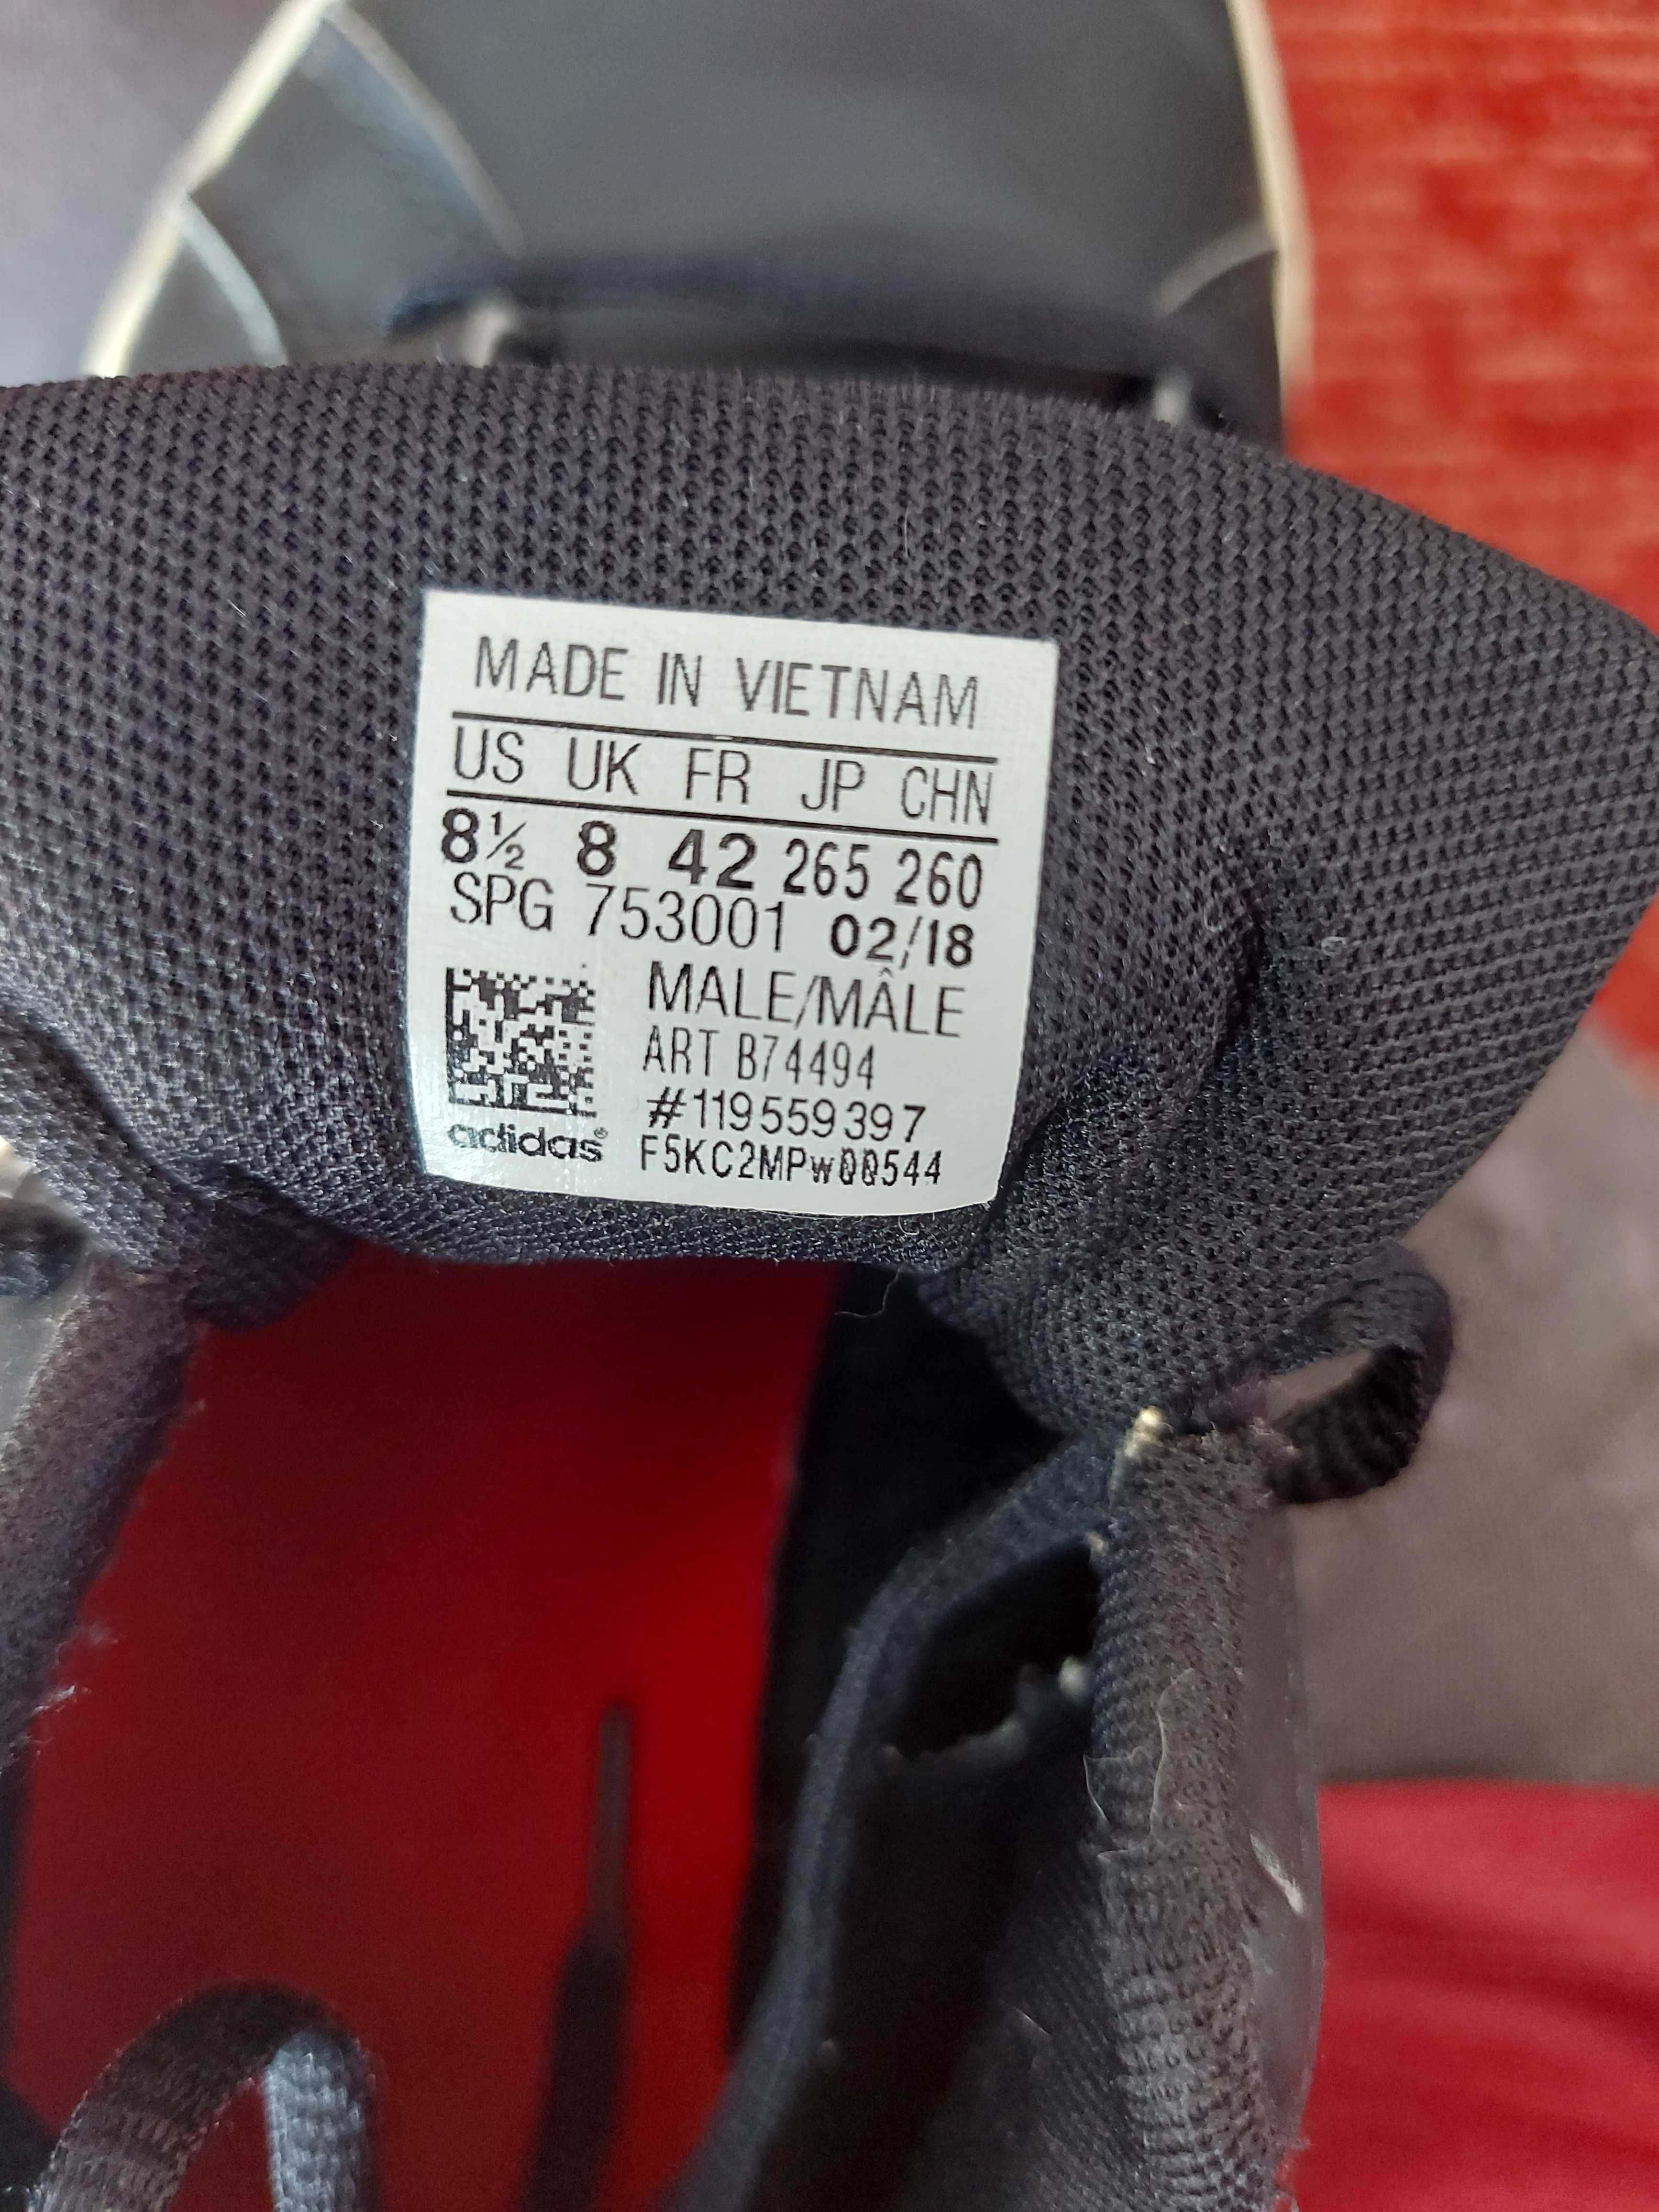 MADE IN VIETNAM
US UK FR JP CHN
8½ 8 42 265 260
SPG 753001 02/18
MALE/MÂLE
ART B74494
#119559397
adidas® F5KC2MPw00544